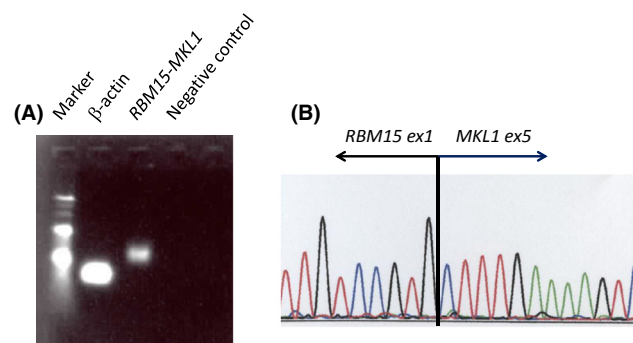 (A)
Marker
β-actin
RBM15-MKL1
Negative control
(B)
RBM15 ex1
MKL1 ex5